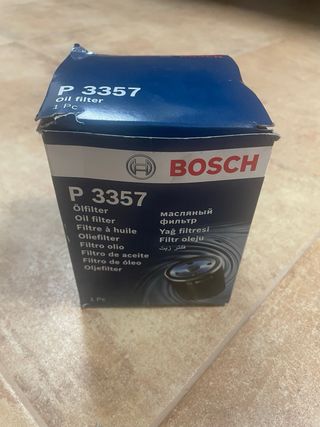 P 3357
Oil filter
1 Pc
BOSCH
P 3357
Ölfilter
Oil filter
Filtre à huile
Oliefilter
Filtro olio
Filtro de aceite
Filtro de óleo
Oljefilter
1 Pc
масляный
фильтр
Yağ filtresi
Filtr oleju
فلتر زيت